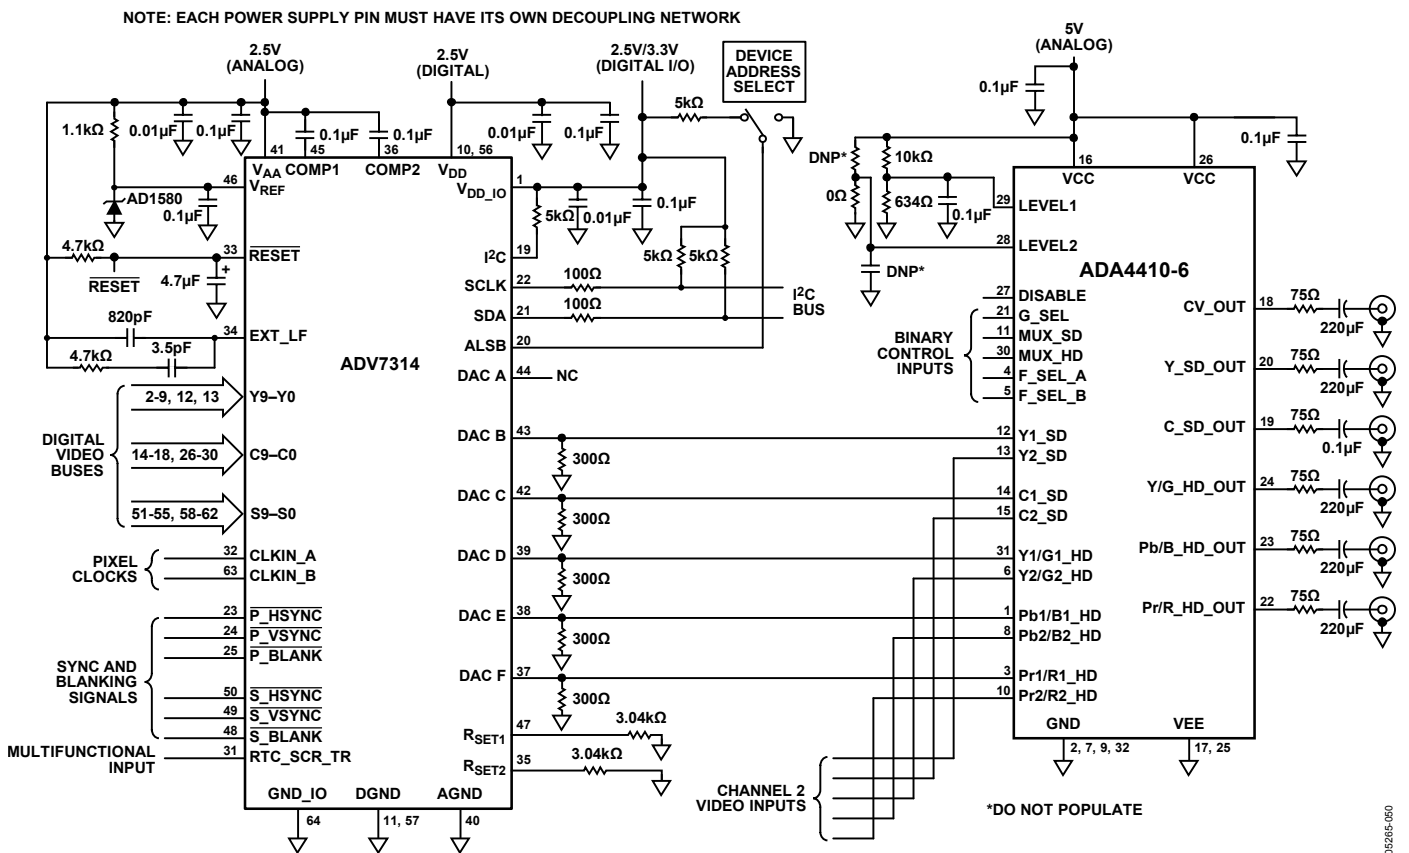 NOTE: EACH POWER SUPPLY PIN MUST HAVE ITS OWN DECOUPLING NETWORK
2.5V
(ANALOG)
2.5V
(DIGITAL)
2.5V/3.3V
(DIGITAL I/O)
DEVICE
ADDRESS
SELECT
5V
(ANALOG)
1.1kΩ
0.01µF
0.1µF
0.1µF
0.1µF
0.01µF
0.1µF
5kΩ
0.1µF
0.1µF
41
45
36
10, 56
VAA
COMP1
COMP2
VDD
46
VREF
VDD_IO
1
AD1580
0.1µF
5kΩ
0.01µF
0.1µF
4.7kΩ
33
RESET
RESET
4.7µF
+
I2C
19
5kΩ
5kΩ
SCLK
22
100Ω
SDA
21
100Ω
I2C
BUS
820pF
34
EXT_LF
3.5pF
4.7kΩ
ALSB
20
ADV7314
DAC A
44
NC
DIGITAL
VIDEO
BUSES
2-9, 12, 13
Y9–Y0
14-18, 26-30
C9–C0
51-55, 58-62
S9–S0
DAC B
43
300Ω
DAC C
42
300Ω
DAC D
39
300Ω
DAC E
38
300Ω
DAC F
37
300Ω
PIXEL
CLOCKS
32
CLKIN_A
63
CLKIN_B
SYNC AND
BLANKING
SIGNALS
23
P_HSYNC
24
P_VSYNC
25
P_BLANK
50
S_HSYNC
49
S_VSYNC
48
S_BLANK
MULTIFUNCTIONAL
INPUT
31
RTC_SCR_TR
RSET1
47
3.04kΩ
RSET2
35
3.04kΩ
GND_IO
DGND
AGND
64
11, 57
40
DNP*
10kΩ
0Ω
634Ω
0.1µF
DNP*
16
VCC
26
VCC
29
LEVEL1
28
LEVEL2
ADA4410-6
27
DISABLE
BINARY
CONTROL
INPUTS
21
G_SEL
11
MUX_SD
30
MUX_HD
4
F_SEL_A
5
F_SEL_B
12
Y1_SD
13
Y2_SD
14
C1_SD
15
C2_SD
31
Y1/G1_HD
6
Y2/G2_HD
1
Pb1/B1_HD
8
Pb2/B2_HD
3
Pr1/R1_HD
10
Pr2/R2_HD
CV_OUT
18
75Ω
220µF
Y_SD_OUT
20
75Ω
220µF
C_SD_OUT
19
75Ω
0.1µF
Y/G_HD_OUT
24
75Ω
220µF
Pb/B_HD_OUT
23
75Ω
220µF
Pr/R_HD_OUT
22
75Ω
220µF
GND
VEE
2, 7, 9, 32
17, 25
CHANNEL 2
VIDEO INPUTS
*DO NOT POPULATE
05265-050